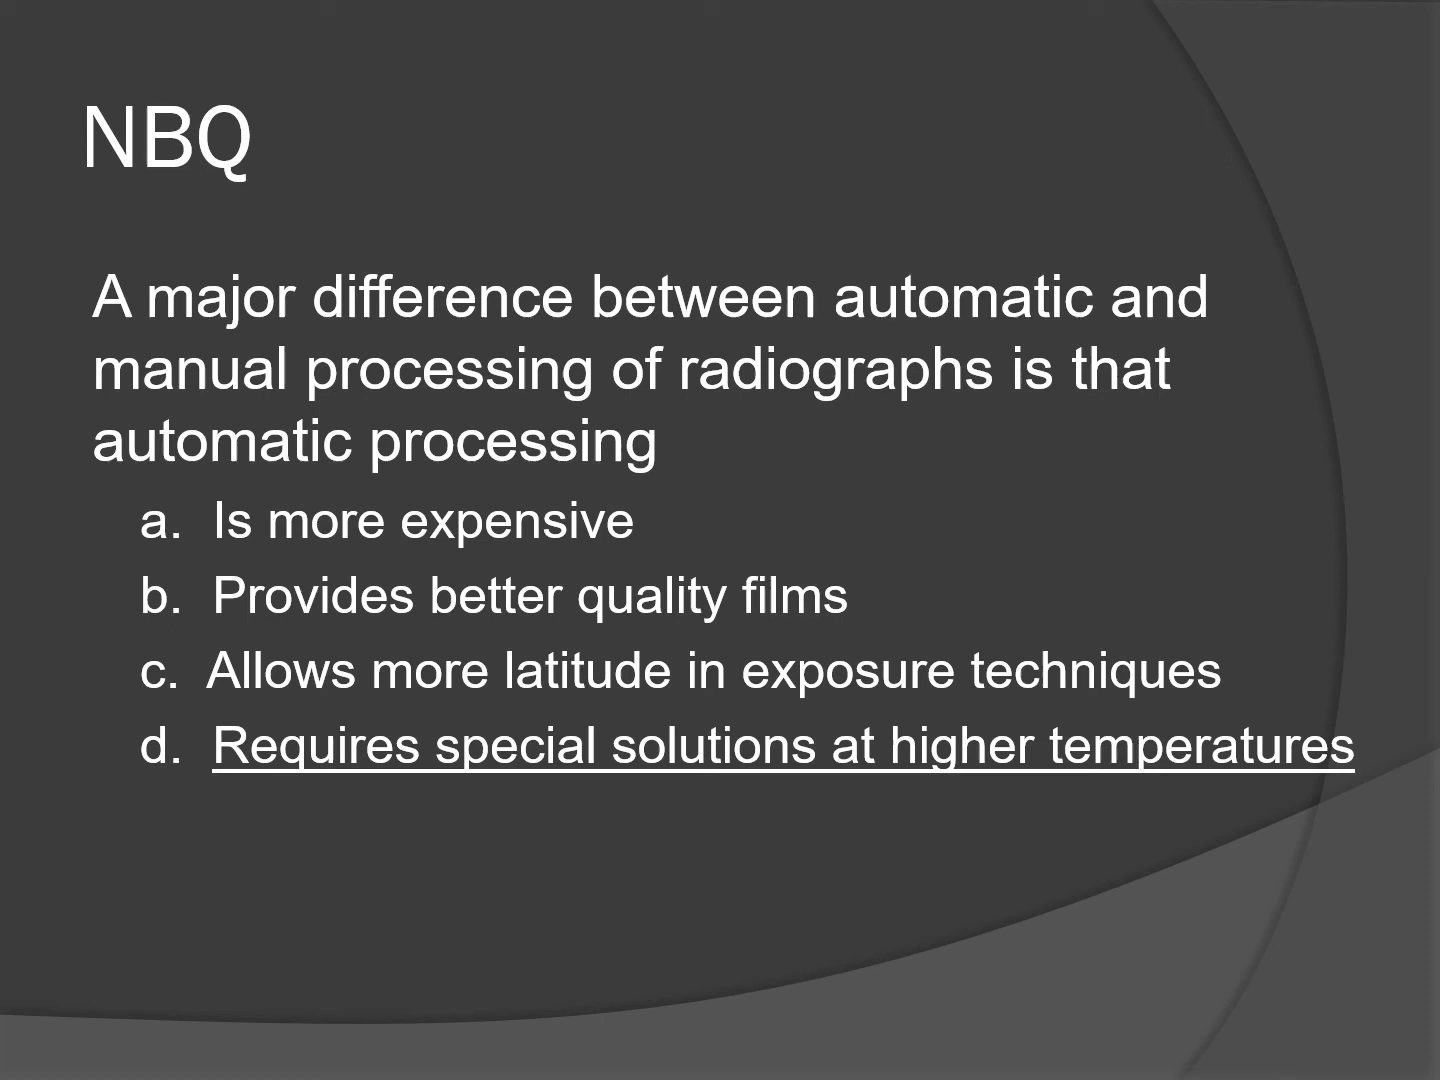 NBQ
A major difference between automatic and
manual processing of radiographs is that
automatic processing
a. Is more expensive
b. Provides better quality films
c. Allows more latitude in exposure techniques
d. Requires special solutions at higher temperatures